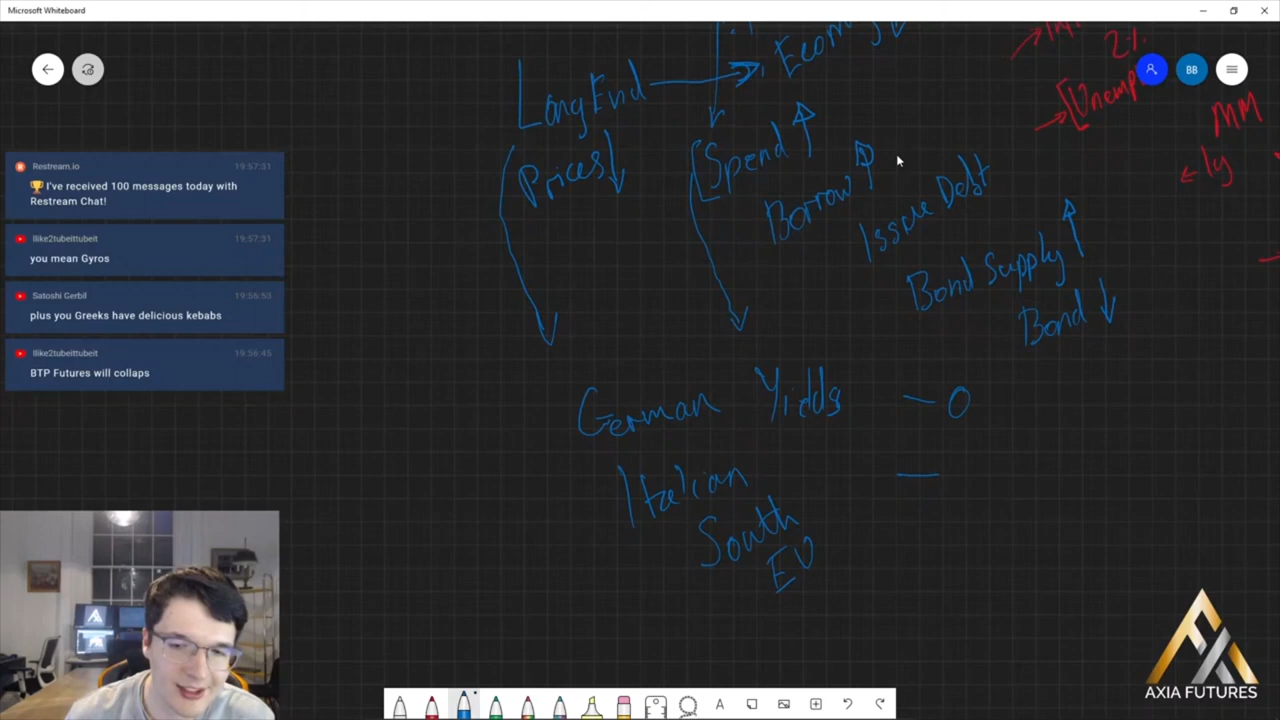 Microsoft Whiteboard
Restream.io 19:57:31
🏆 I've received 100 messages today with
Restream Chat!
Ilike2tubeittubeit 19:57:31
you mean Gyros
Satoshi Gerbil 19:56:53
plus you Greeks have delicious kebabs
Ilike2tubeittubeit 19:56:45
BTP Futures will collaps
Long End
Prices ↓
Spend ↑
Borrow ↑
Issue Debt
Bond Supply ↑
Bond ↓
German Yidds — 0
Italian —
South
EU
2%
[Unemp
MM
1y
BB
A
AXIA FUTURES